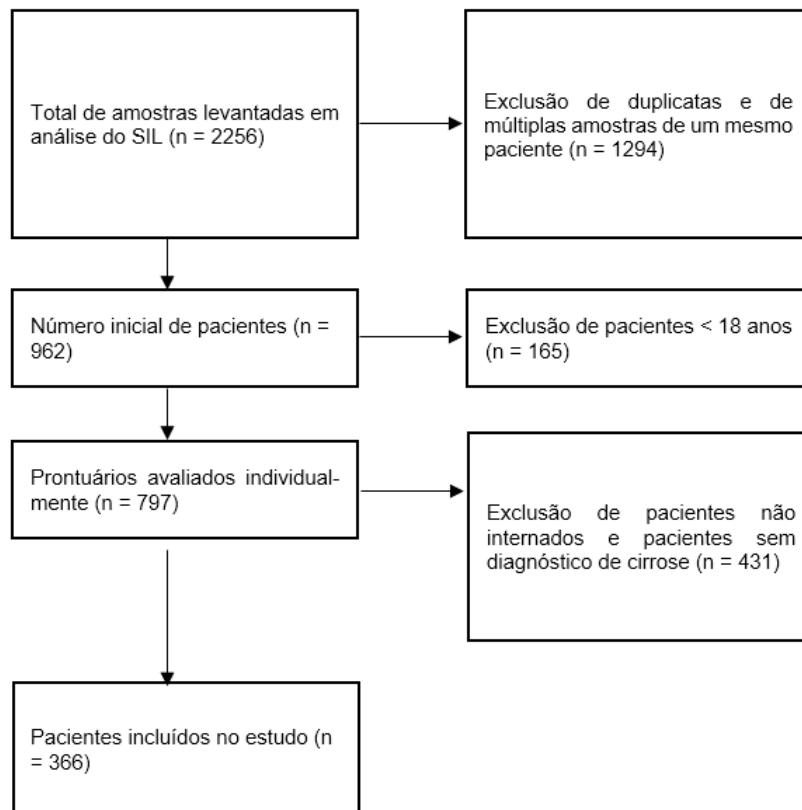 Total de amostras levantadas em
análise do SIL (n = 2256)
Exclusão de duplicatas e de
múltiplas amostras de um mesmo
paciente (n = 1294)
Número inicial de pacientes (n =
962)
Exclusão de pacientes < 18 anos
(n = 165)
Prontuários avaliados individual-
mente (n = 797)
Exclusão de pacientes não
internados e pacientes sem
diagnóstico de cirrose (n = 431)
Pacientes incluídos no estudo (n
= 366)